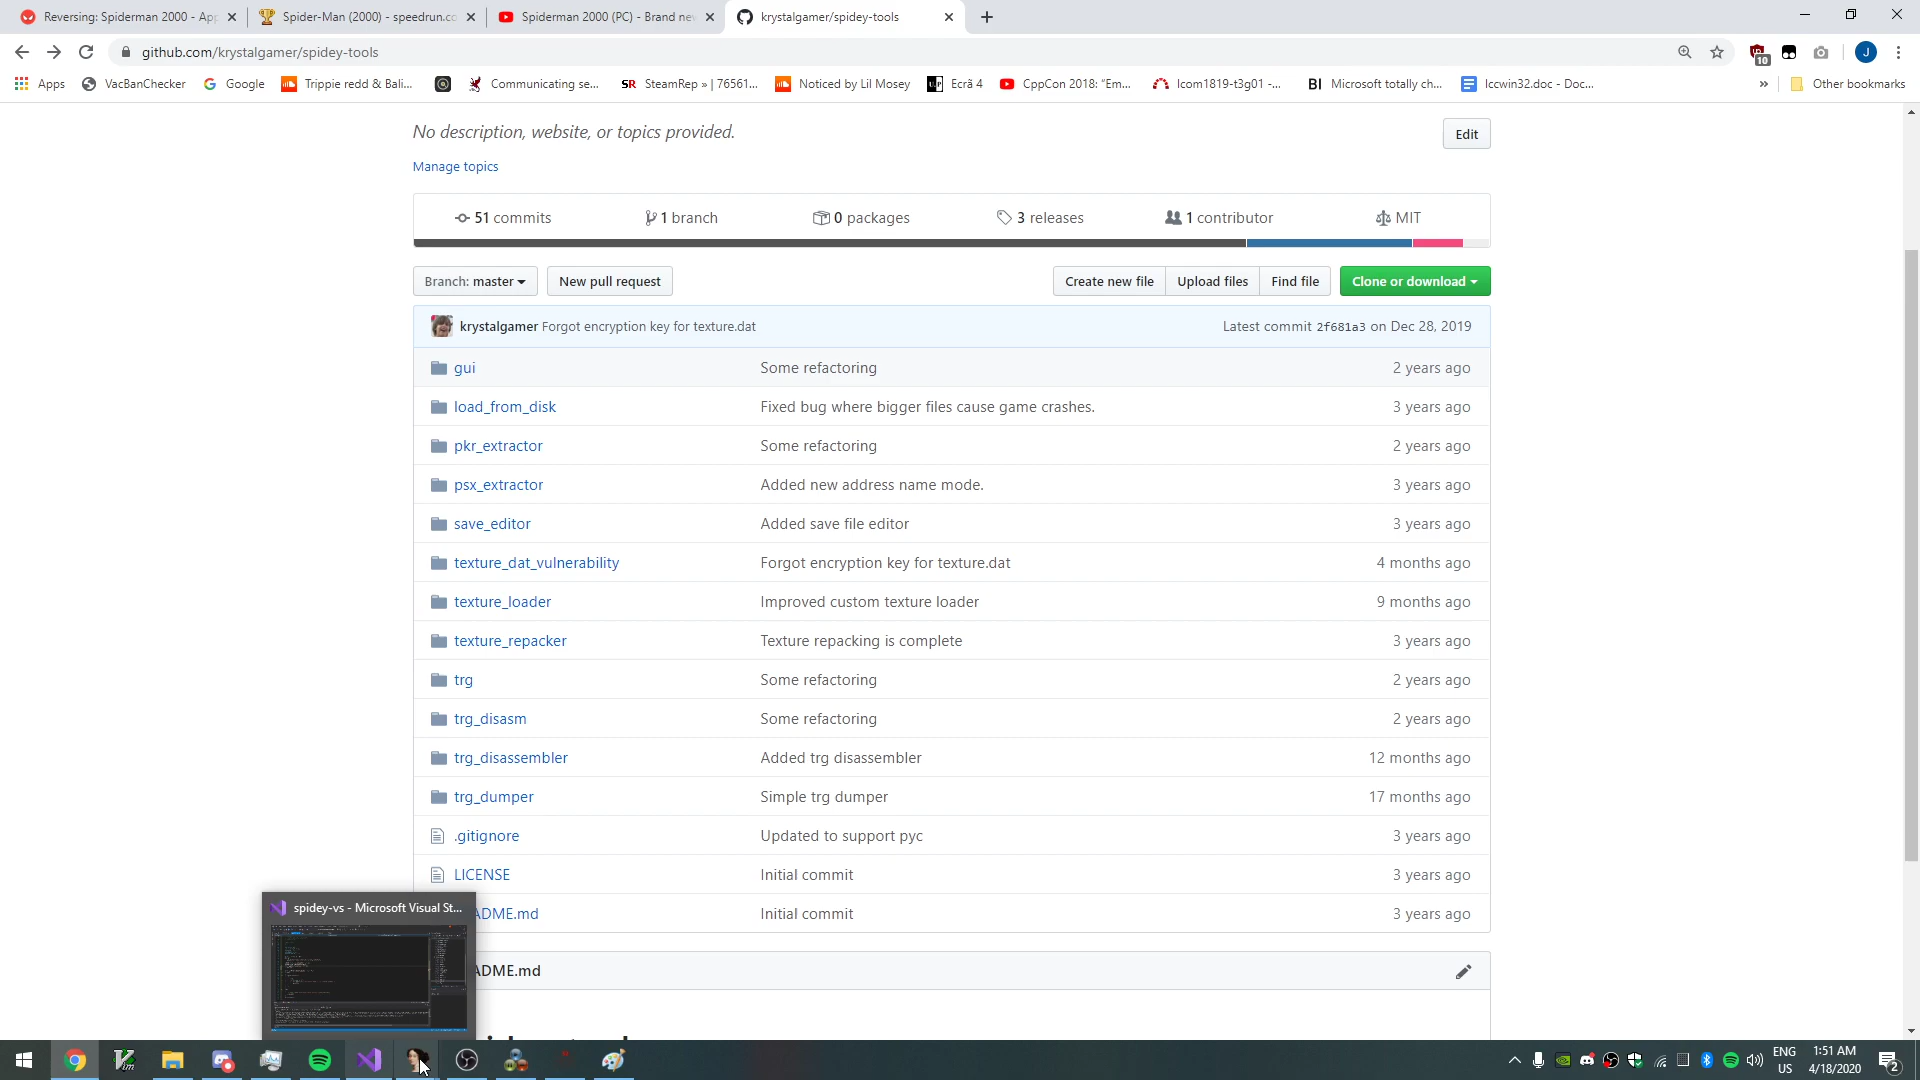 Reversing: Spiderman 2000 - Ap
Spider-Man (2000) - speedrun.co
Spiderman 2000 (PC) - Brand ne
krystalgamer/spidey-tools
github.com/krystalgamer/spidey-tools
10
J
Apps
VacBanChecker
Google
Trippie redd & Bali...
Communicating se...
SR SteamRep » | 76561...
Noticed by Lil Mosey
Ecrã 4
CppCon 2018: “Em...
lcom1819-t3g01 -...
BI Microsoft totally ch...
lccwin32.doc - Doc...
»
Other bookmarks
No description, website, or topics provided.
Edit
Manage topics
51 commits
1 branch
0 packages
3 releases
1 contributor
MIT
Branch: master
New pull request
Create new file
Upload files
Find file
Clone or download
krystalgamer Forgot encryption key for texture.dat
Latest commit 2f681a3 on Dec 28, 2019
gui Some refactoring 2 years ago
load_from_disk Fixed bug where bigger files cause game crashes. 3 years ago
pkr_extractor Some refactoring 2 years ago
psx_extractor Added new address name mode. 3 years ago
save_editor Added save file editor 3 years ago
texture_dat_vulnerability Forgot encryption key for texture.dat 4 months ago
texture_loader Improved custom texture loader 9 months ago
texture_repacker Texture repacking is complete 3 years ago
trg Some refactoring 2 years ago
trg_disasm Some refactoring 2 years ago
trg_disassembler Added trg disassembler 12 months ago
trg_dumper Simple trg dumper 17 months ago
.gitignore Updated to support pyc 3 years ago
LICENSE Initial commit 3 years ago
ADME.md Initial commit 3 years ago
spidey-vs - Microsoft Visual St...
ADME.md
ENG
US
1:51 AM
4/18/2020
2